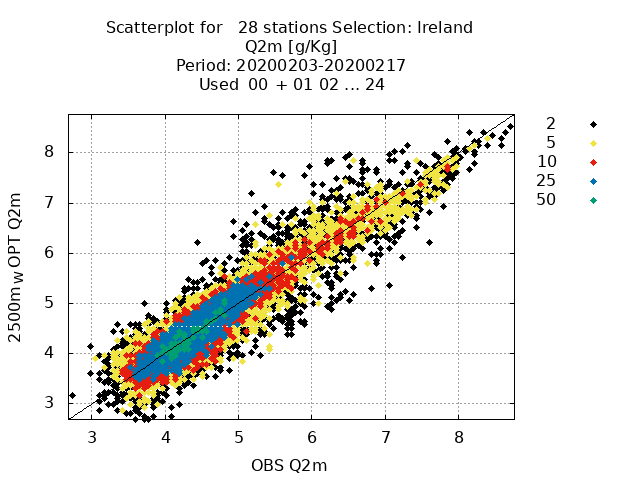 Scatterplot for 28 stations Selection: Ireland
Q2m [g/Kg]
Period: 20200203-20200217
Used 00 + 01 02 ... 24
2
5
10
25
50
8
7
6
5
4
3
2500m w OPT Q2m
3 4 5 6 7 8
OBS Q2m